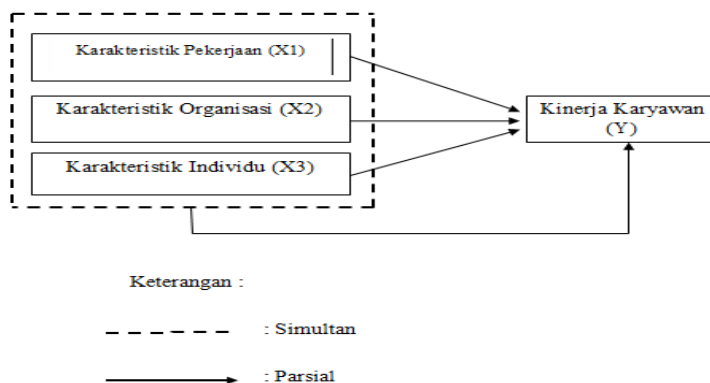 Karakteristik Pekerjaan (X1)
Karakteristik Organisasi (X2)
Karakteristik Individu (X3)
Kinerja Karyawan
(Y)
Keterangan :
: Simultan
: Parsial